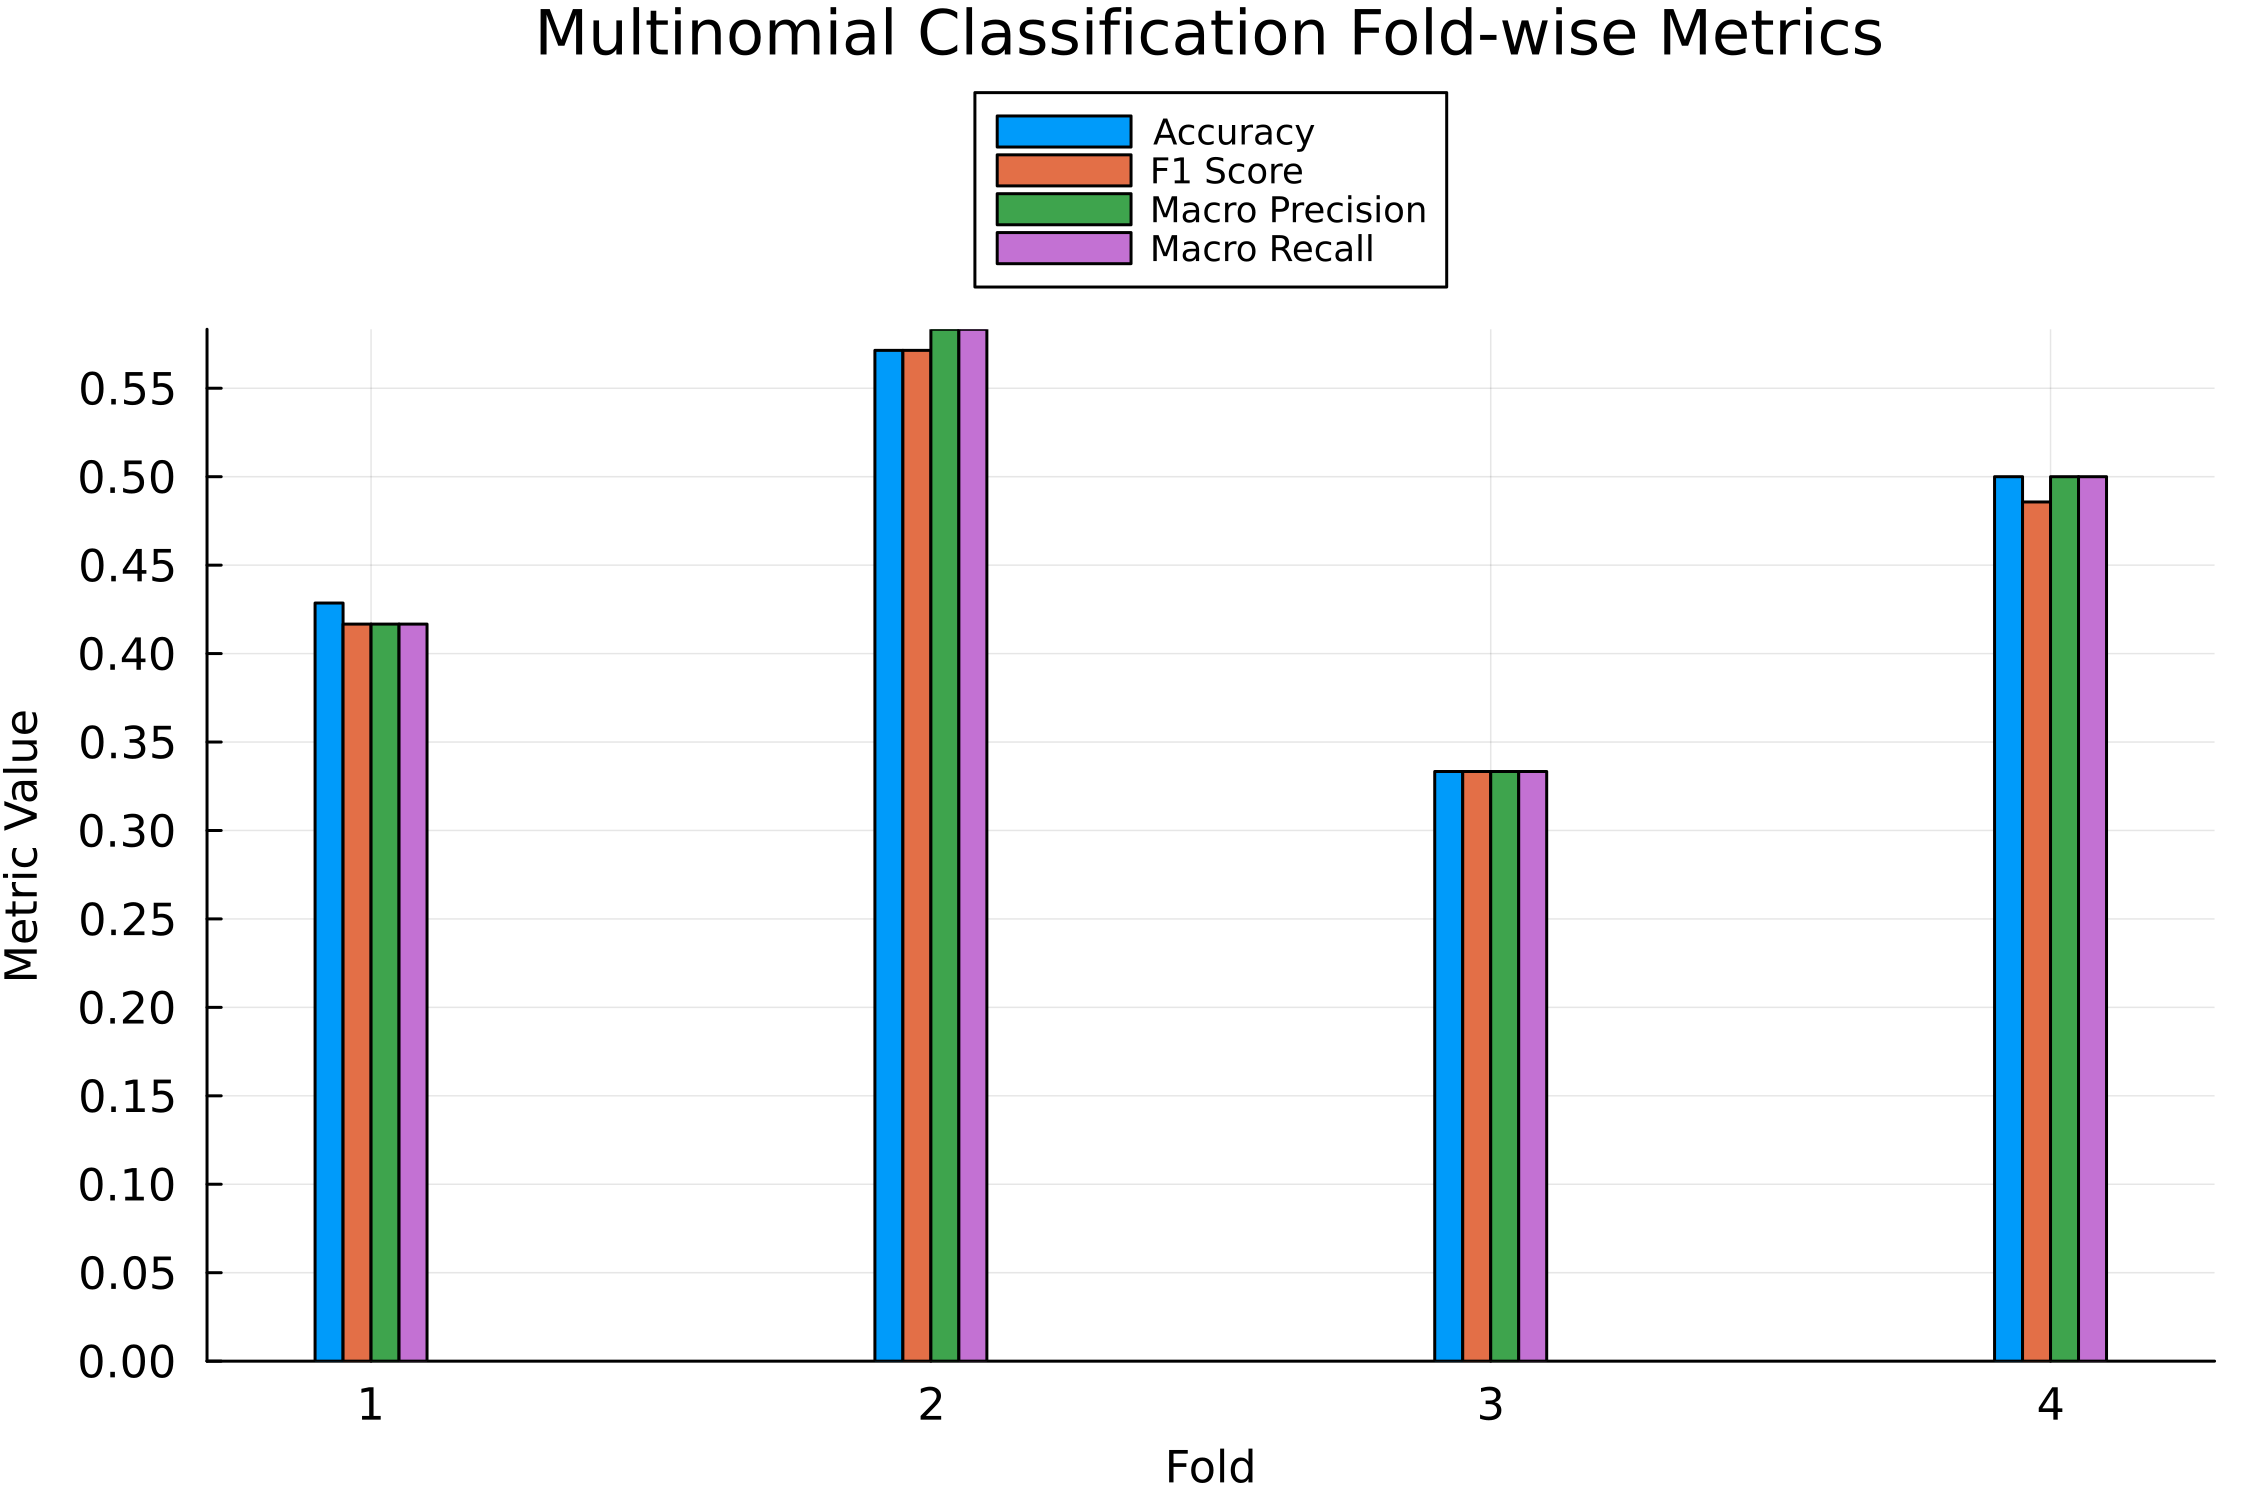 Multinomial Classification Fold-wise Metrics
Accuracy
F1 Score
Macro Precision
Macro Recall
0.55
0.50
0.45
0.40
0.35
0.30
0.25
0.20
0.15
0.10
0.05
0.00
Metric Value
1 2 3 4
Fold